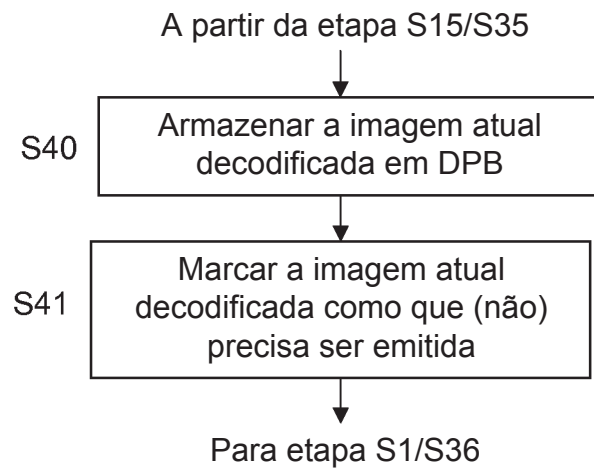 A partir da etapa S15/S35
S40
Armazenar a imagem atual
decodificada em DPB
S41
Marcar a imagem atual
decodificada como que (não)
precisa ser emitida
Para etapa S1/S36